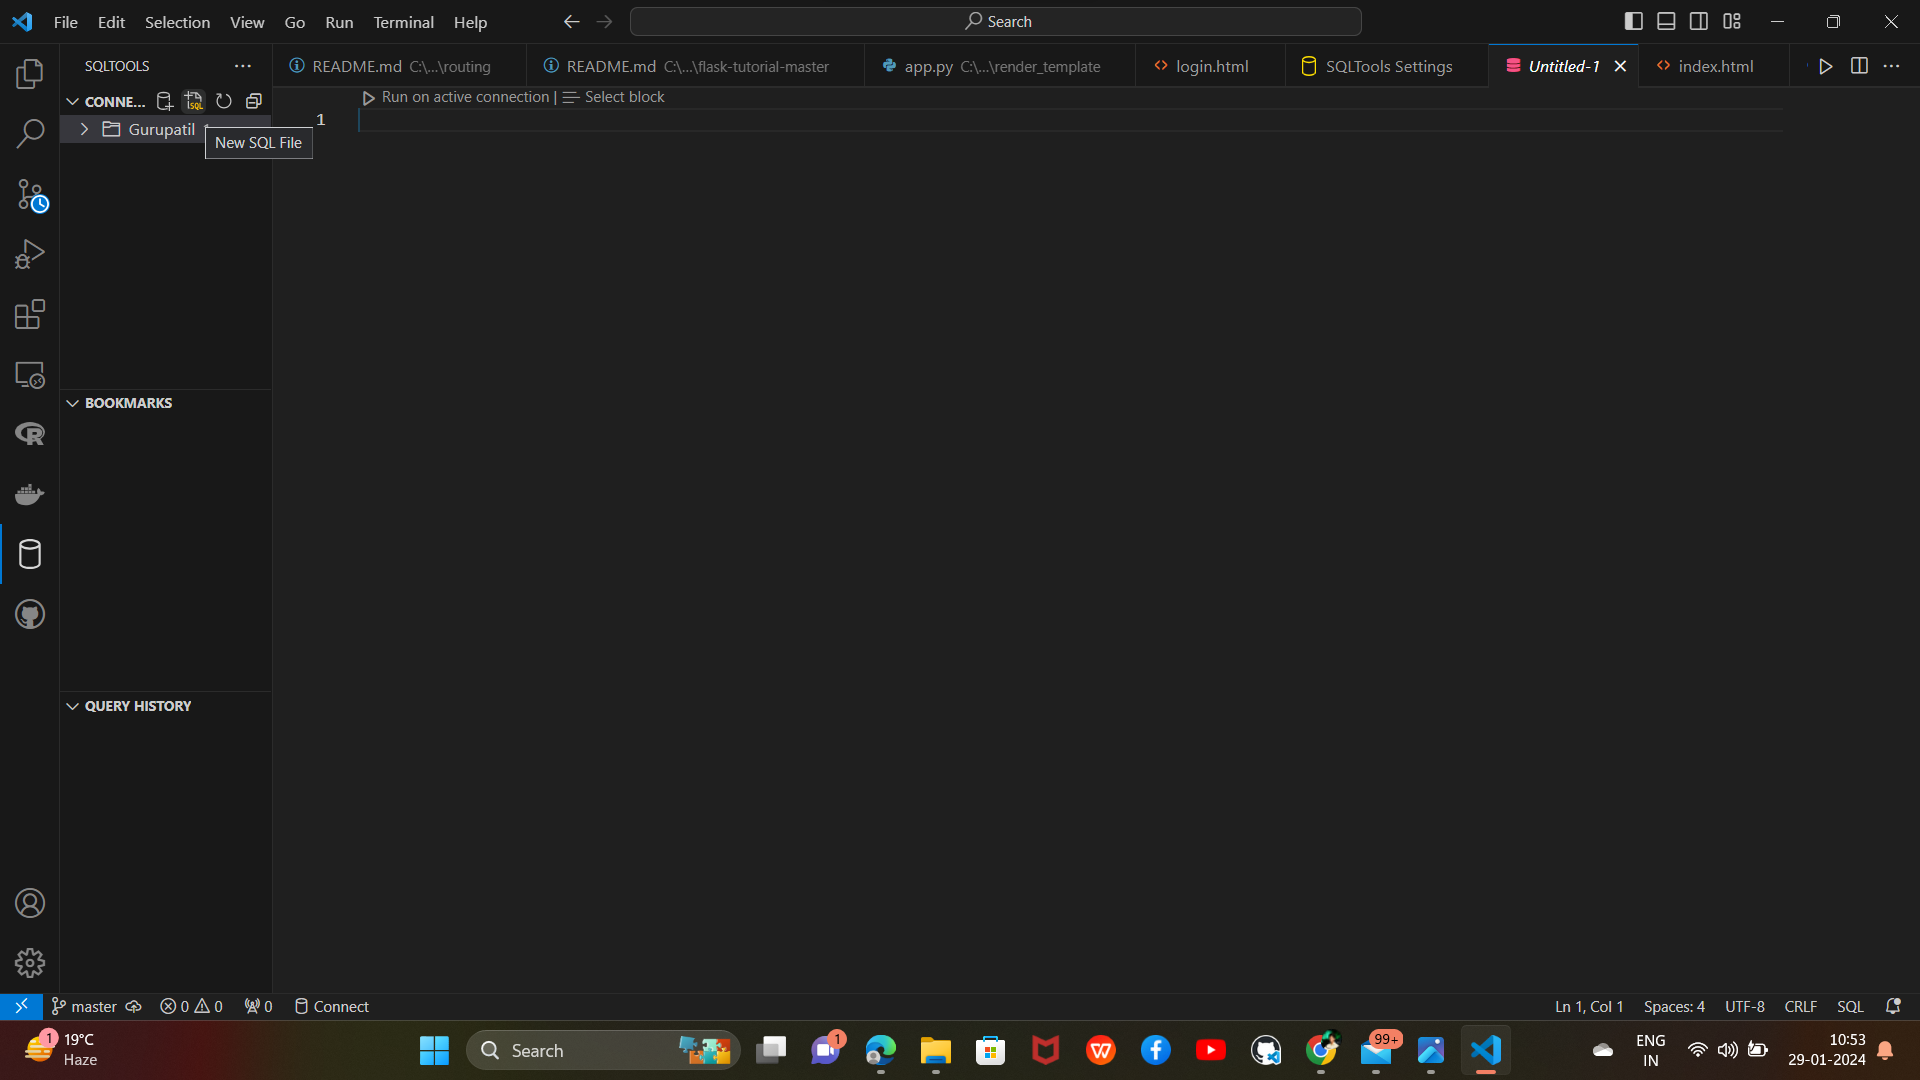 File Edit Selection View Go Run Terminal Help
Search
SQLTOOLS
README.md C:\...\routing
README.md C:\...\flask-tutorial-master
app.py C:\...\render_template
login.html
SQLTools Settings
Untitled-1
index.html
CONNE...
SQL
Run on active connection | Select block
Gurupatil
1
New SQL File
BOOKMARKS
QUERY HISTORY
master
0 0
0
Connect
Ln 1, Col 1
Spaces: 4
UTF-8
CRLF
SQL
1
19°C
Haze
Search
1
99+
ENG
IN
10:53
29-01-2024